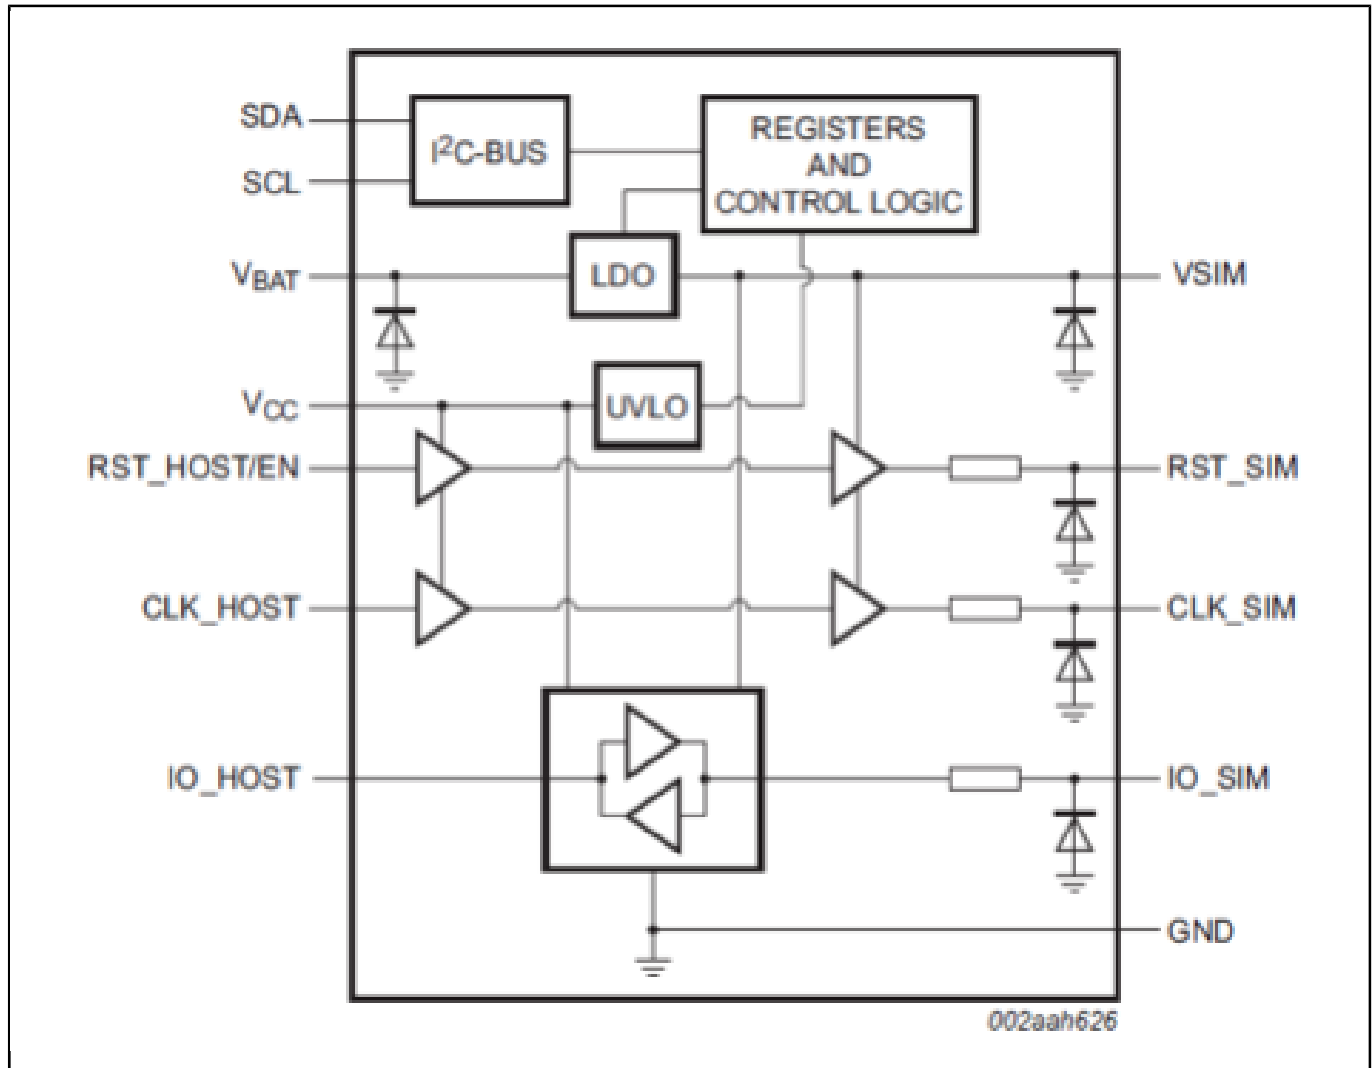 SDA
SCL
I²C-BUS
REGISTERS
AND
CONTROL LOGIC
VBAT
LDO
VSIM
VCC
UVLO
RST_HOST/EN
RST_SIM
CLK_HOST
CLK_SIM
IO_HOST
IO_SIM
GND
002aah626